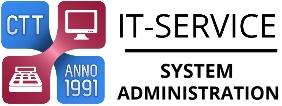 CTT
ANNO
1991
IT-SERVICE
SYSTEM
ADMINISTRATION